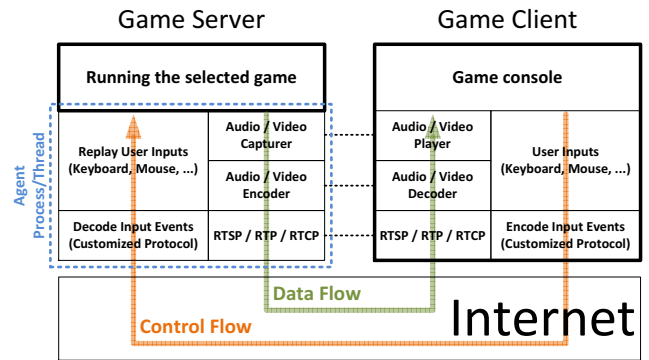 Game Server
Game Client
Running the selected game
Game console
Agent
Process/Thread
Replay User Inputs
(Keyboard, Mouse, ...)
Audio / Video
Capturer
Audio / Video
Player
User Inputs
(Keyboard, Mouse, ...)
Audio / Video
Encoder
Audio / Video
Decoder
Decode Input Events
(Customized Protocol)
RTSP / RTP / RTCP
RTSP / RTP / RTCP
Encode Input Events
(Customized Protocol)
Data Flow
Control Flow
Internet